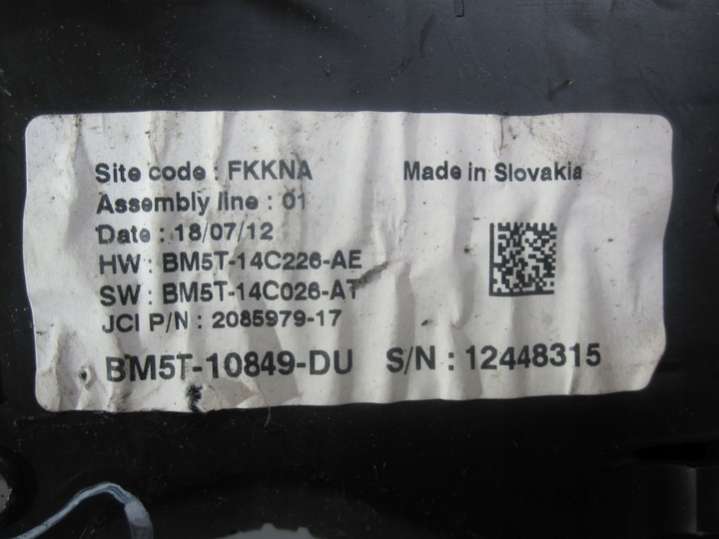 Site code : FKKNA Made in Slovakia
Assembly line : 01
Date : 18/07/12
HW : BM5T-14C226-AE
SW : BM5T-14C026-AT
JCI P/N : 2085979-17
BM5T-10849-DU S/N : 12448315